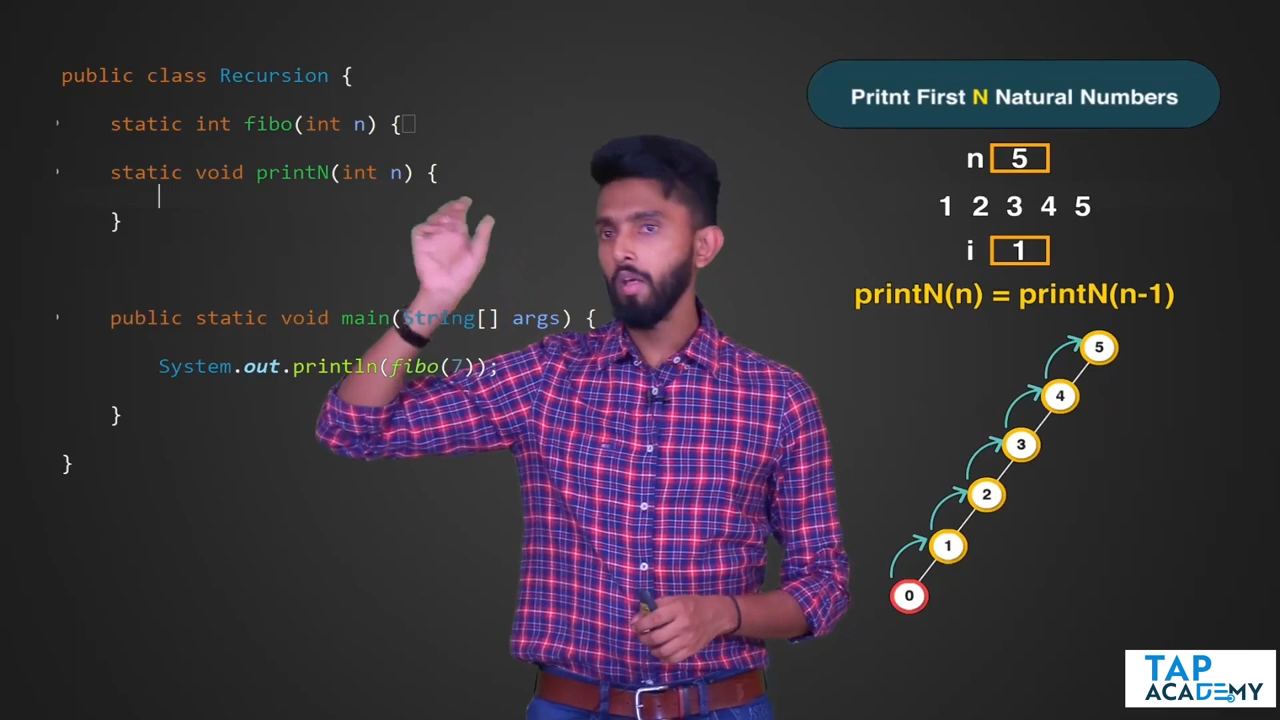 public class Recursion {
static int fibo(int n) {
static void printN(int n) {
}
public static void main(String[] args) {
System.out.println(fibo(7));
}
}
Pritnt First N Natural Numbers
n 5
1 2 3 4 5
i 1
printN(n) = printN(n-1)
5
4
3
2
1
0
TAP
ACADEMY